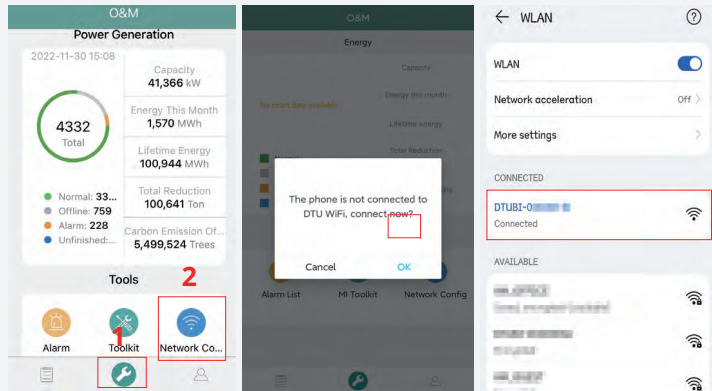 O&M
Power Generation
2022-11-30 15:08
Capacity
41,366 kW
Energy This Month
1,570 MWh
4332
Total
Lifetime Energy
100,944 MWh
Total Reduction
100,641 Ton
Normal: 33...
Offline: 759
Alarm: 228
Unfinished:...
Carbon Emission Of...
5,499,524 Trees
Tools
2
1
Alarm
Toolkit
Network Co...
O&M
Energy
Capacity
Energy this month
No chart data available
Lifetime energy
Total Reduction
The phone is not connected to
DTU WiFi, connect now?
Cancel
OK
Alarm List
MI Toolkit
Network Config
WLAN
WLAN
Network acceleration
Off
More settings
CONNECTED
DTUBI-0
Connected
AVAILABLE